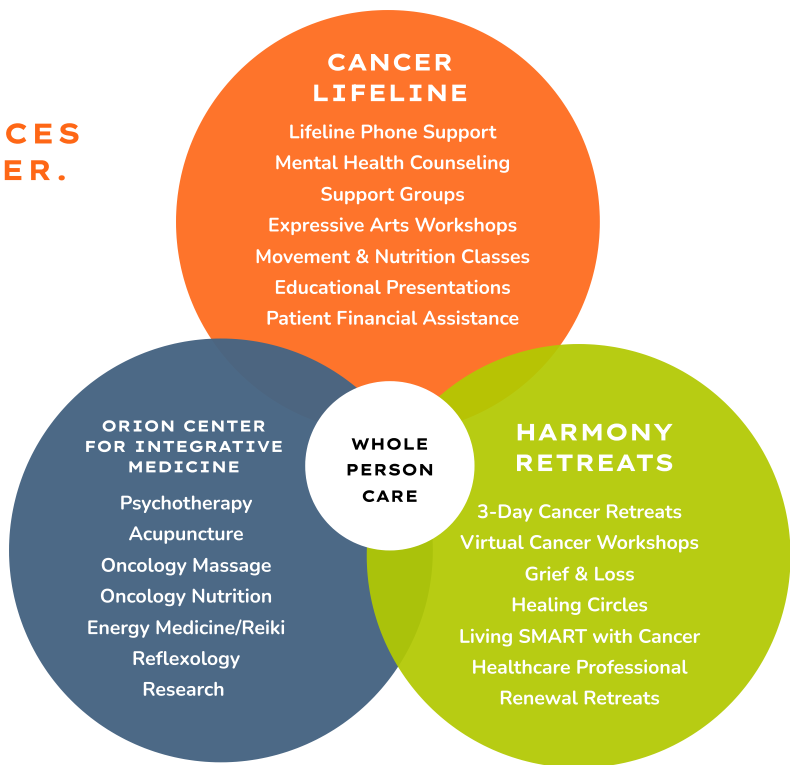 CES
ER.
CANCER
LIFELINE
Lifeline Phone Support
Mental Health Counseling
Support Groups
Expressive Arts Workshops
Movement & Nutrition Classes
Educational Presentations
Patient Financial Assistance
ORION CENTER
FOR INTEGRATIVE
MEDICINE
Psychotherapy
Acupuncture
Oncology Massage
Oncology Nutrition
Energy Medicine/Reiki
Reflexology
Research
WHOLE
PERSON
CARE
HARMONY
RETREATS
3-Day Cancer Retreats
Virtual Cancer Workshops
Grief & Loss
Healing Circles
Living SMART with Cancer
Healthcare Professional
Renewal Retreats